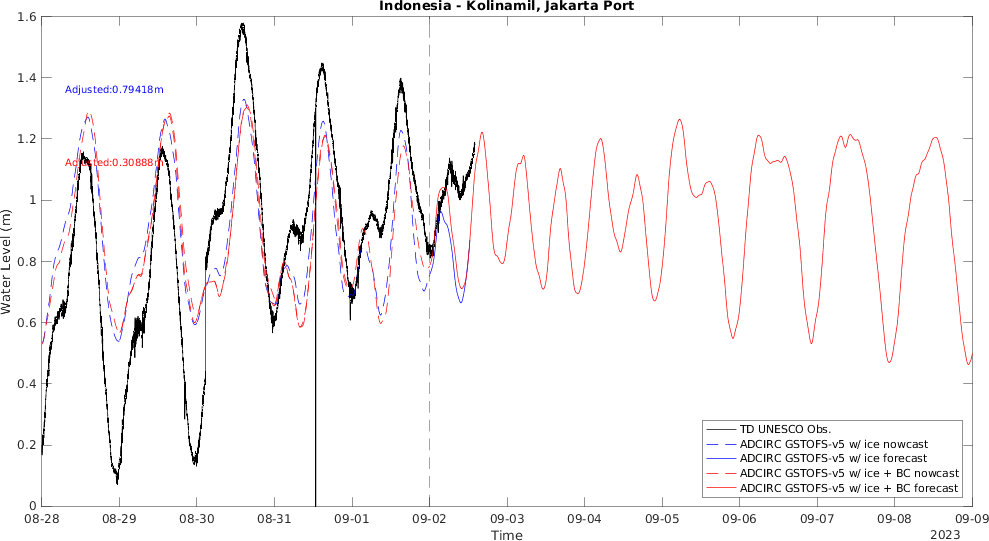 Indonesia - Kolinamil, Jakarta Port
1.6
1.4
1.2
1
0.8
0.6
0.4
0.2
0
Water Level (m)
Adjusted:0.79418m
Adjusted:0.30888m
TD UNESCO Obs.
ADCIRC GSTOFS-v5 w/ ice nowcast
ADCIRC GSTOFS-v5 w/ ice forecast
ADCIRC GSTOFS-v5 w/ ice + BC nowcast
ADCIRC GSTOFS-v5 w/ ice + BC forecast
08-28 08-29 08-30 08-31 09-01 09-02 09-03 09-04 09-05 09-06 09-07 09-08 09-09
Time
2023